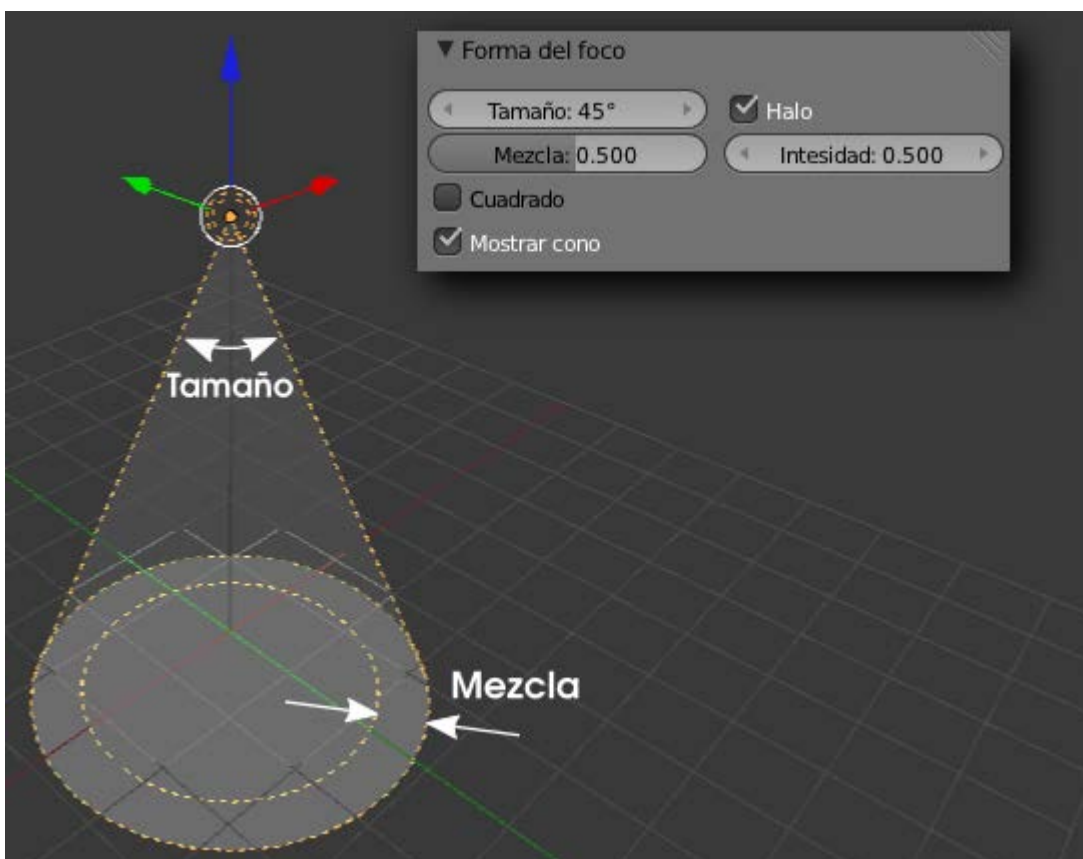 Forma del foco
Tamaño: 45°
Halo
Mezcla: 0.500
Intesidad: 0.500
Cuadrado
Mostrar cono
Tamaño
Mezcla